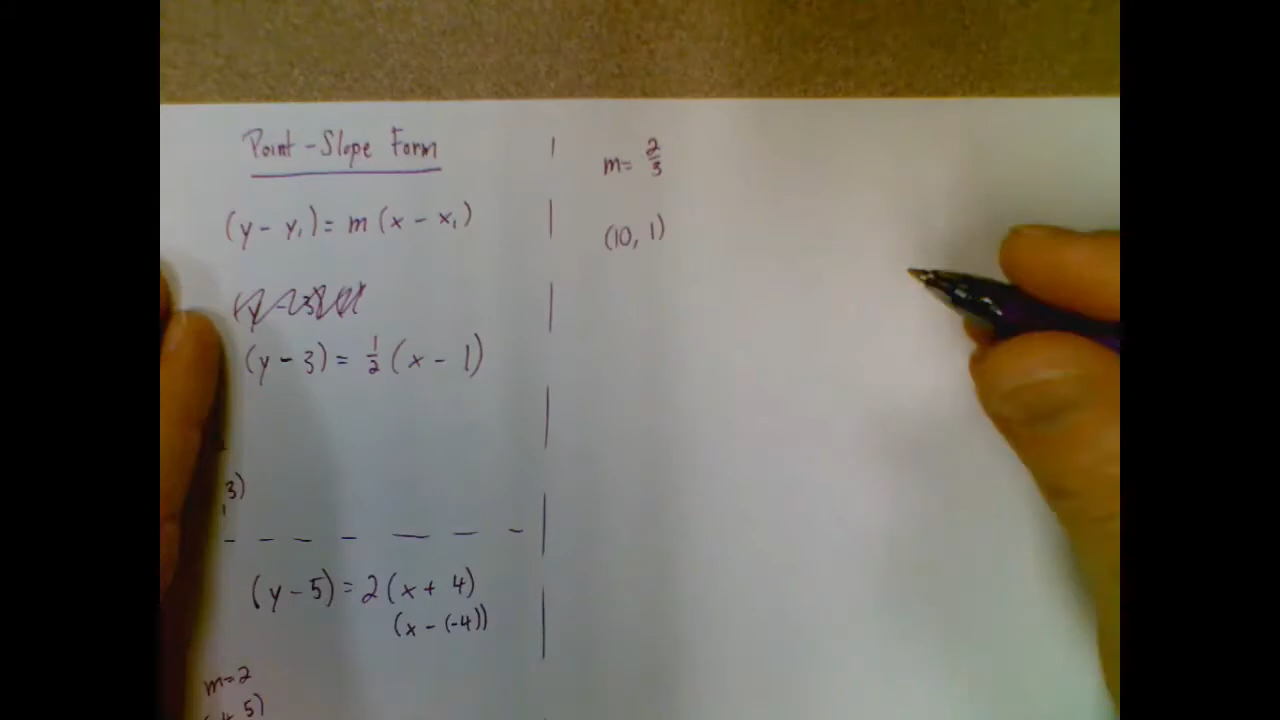 Point-Slope Form
(y - y₁) = m (x - x₁)
(y - 3) = 1/2 (x - 1)
3)
(y - 5) = 2 (x + 4)
(x - (-4))
m = 2
5)
m = 2/3
(10, 1)